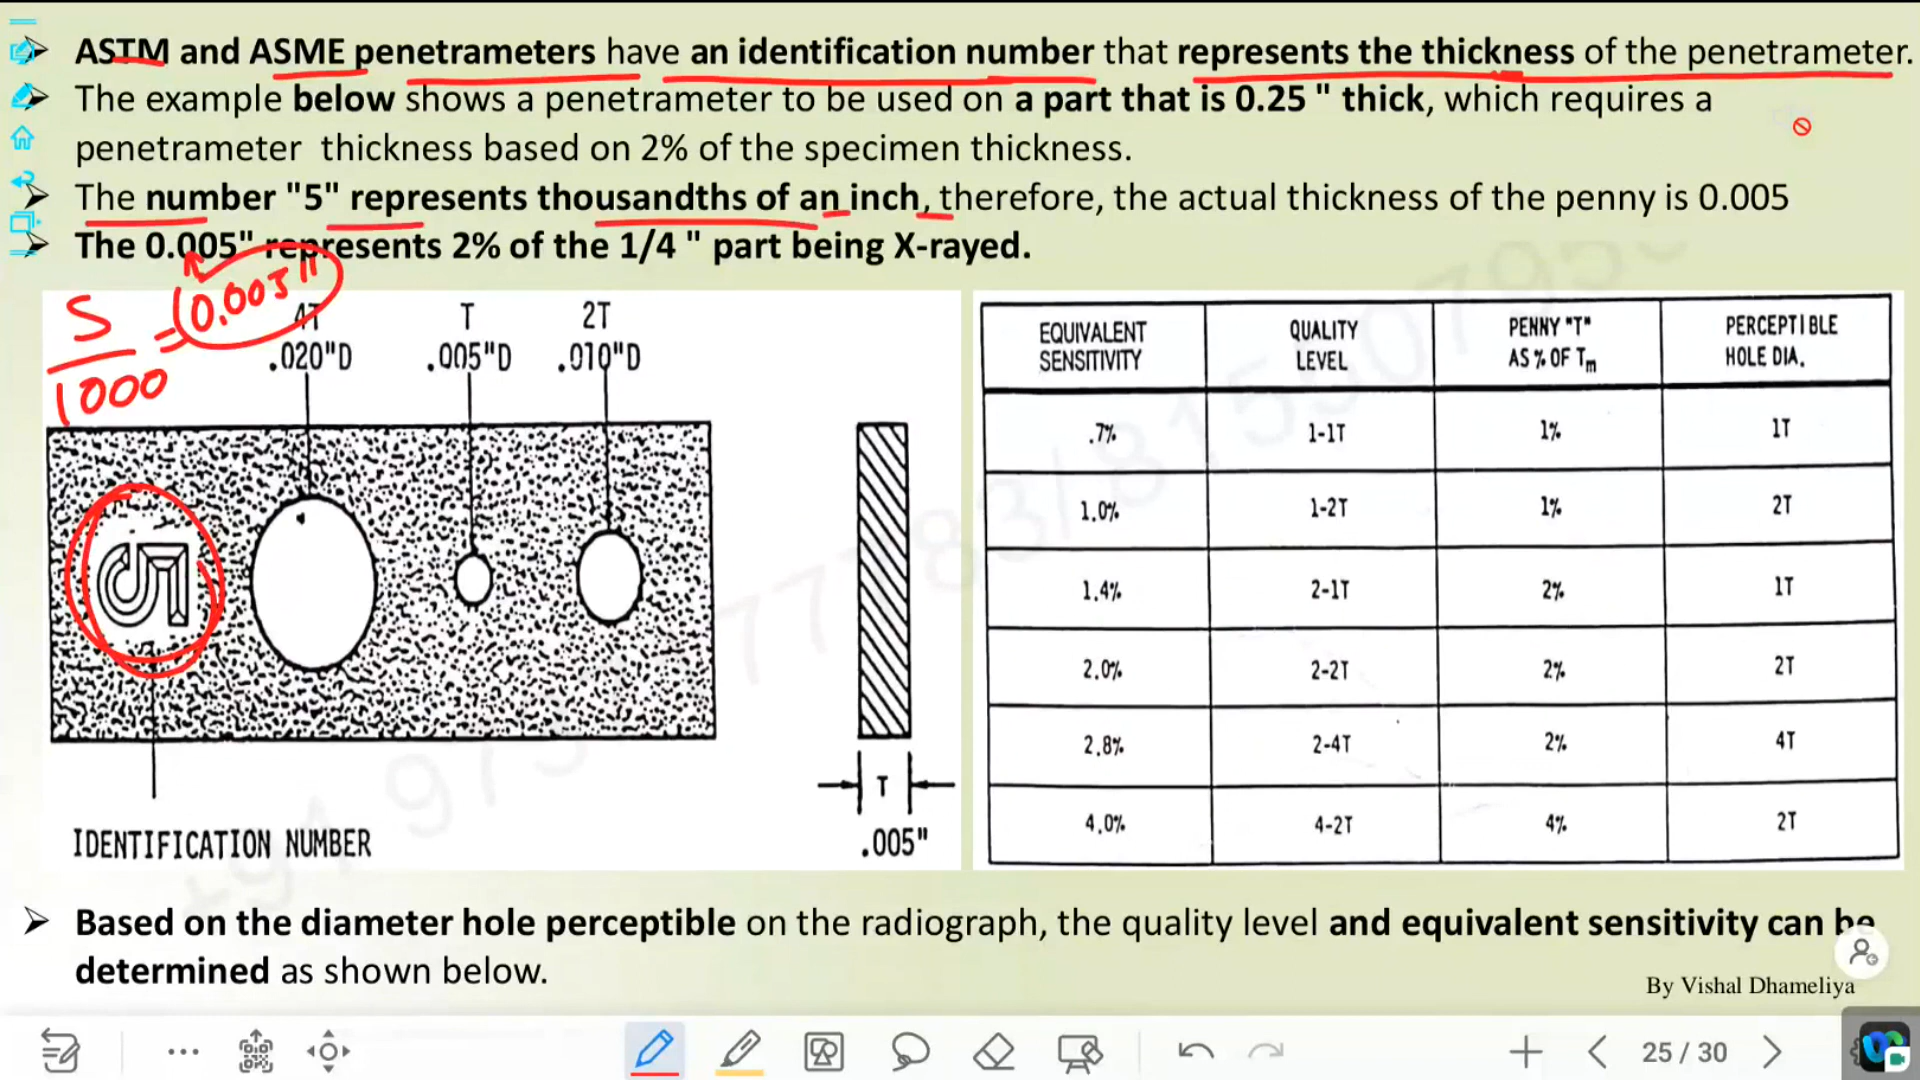 ASTM and ASME penetrameters have an identification number that represents the thickness of the penetrameter.
The example below shows a penetrameter to be used on a part that is 0.25 " thick, which requires a
penetrameter thickness based on 2% of the specimen thickness.
The number "5" represents thousandths of an inch, therefore, the actual thickness of the penny is 0.005
The 0.005" represents 2% of the 1/4 " part being X-rayed.
5
1000
= 0.005"
4T T 2T
.020"D .005"D .010"D
5
T
.005"
IDENTIFICATION NUMBER
EQUIVALENT SENSITIVITY QUALITY LEVEL PENNY "T" AS % OF Tm PERCEPTIBLE HOLE DIA.
.7% 1-1T 1% 1T
1.0% 1-2T 1% 2T
1.4% 2-1T 2% 1T
2.0% 2-2T 2% 2T
2.8% 2-4T 2% 4T
4.0% 4-2T 4% 2T
Based on the diameter hole perceptible on the radiograph, the quality level and equivalent sensitivity can be
determined as shown below.
By Vishal Dhameliya
25 / 30